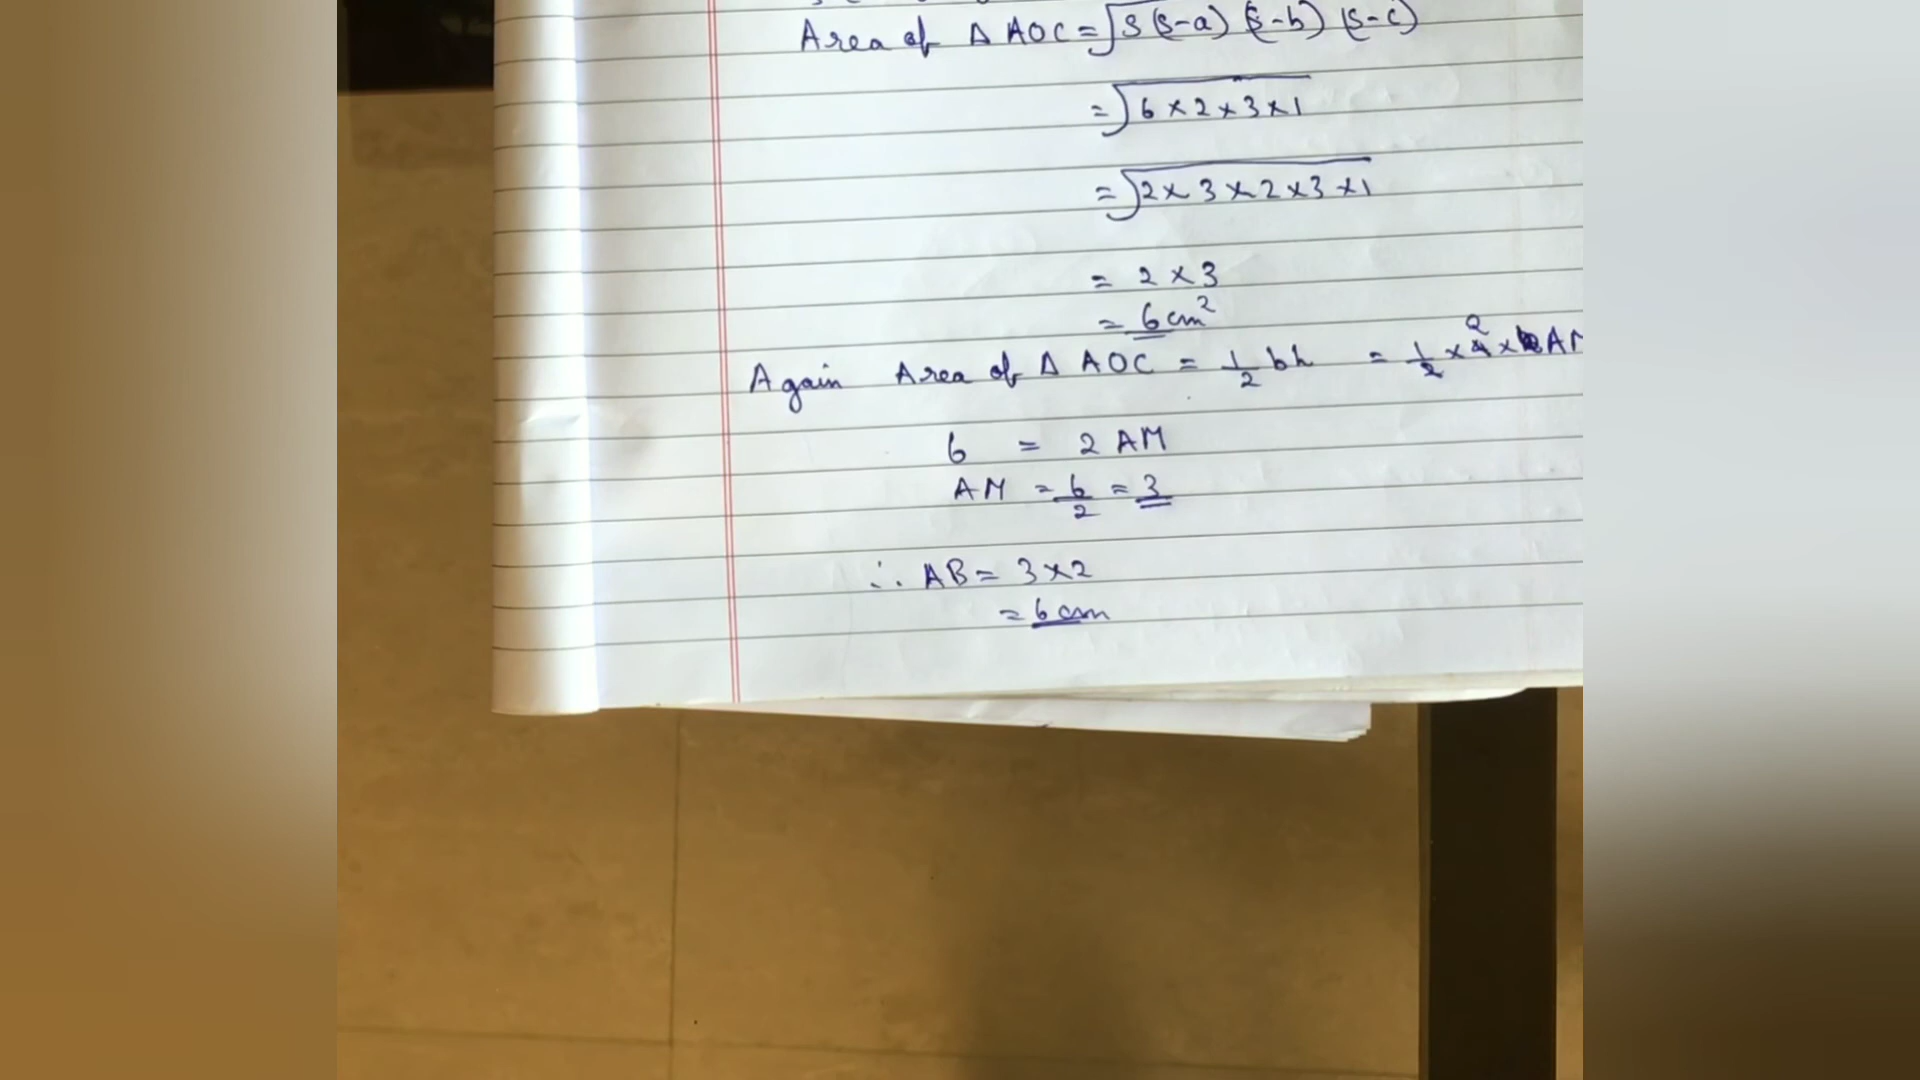 Area of Δ AOC = √S(S-a) (S-b) (S-c)
= √6 × 2 × 3 × 1
= √2 × 3 × 2 × 3 × 1
= 2 × 3
= 6 cm²
Again Area of Δ AOC = 1/2 bh = 1/2 × 4 2 × AM
6 = 2 AM
AM = 6/2 = 3
∴ AB = 3 × 2
= 6 cm